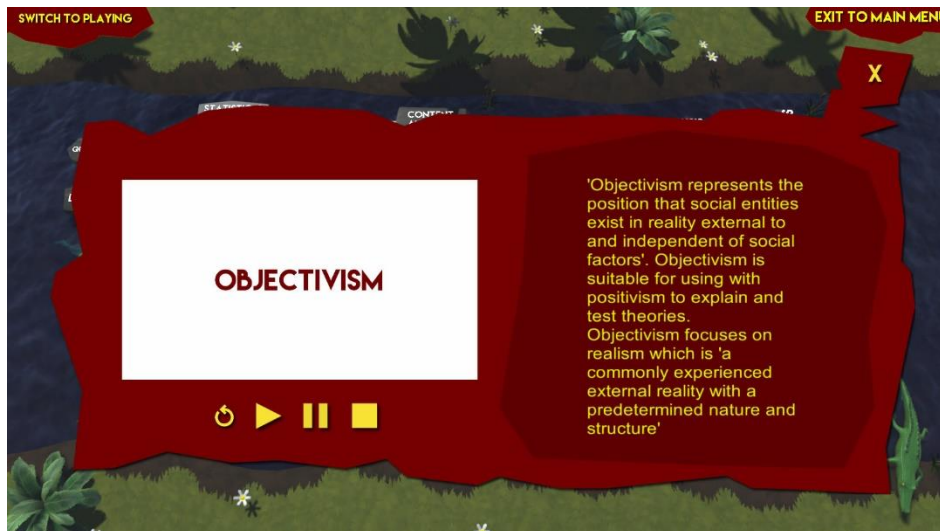 SWITCH TO PLAYING
EXIT TO MAIN MEN
X
CONTENT
OBJECTIVISM
'Objectivism represents the
position that social entities
exist in reality external to
and independent of social
factors'. Objectivism is
suitable for using with
positivism to explain and
test theories.
Objectivism focuses on
realism which is 'a
commonly experienced
external reality with a
predetermined nature and
structure'